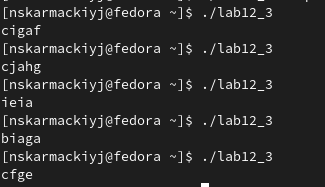 [nskarmackiyj@fedora ~]$ ./lab12_3
cigaf
[nskarmackiyj@fedora ~]$ ./lab12_3
cjahg
[nskarmackiyj@fedora ~]$ ./lab12_3
ieia
[nskarmackiyj@fedora ~]$ ./lab12_3
biaga
[nskarmackiyj@fedora ~]$ ./lab12_3
cfge